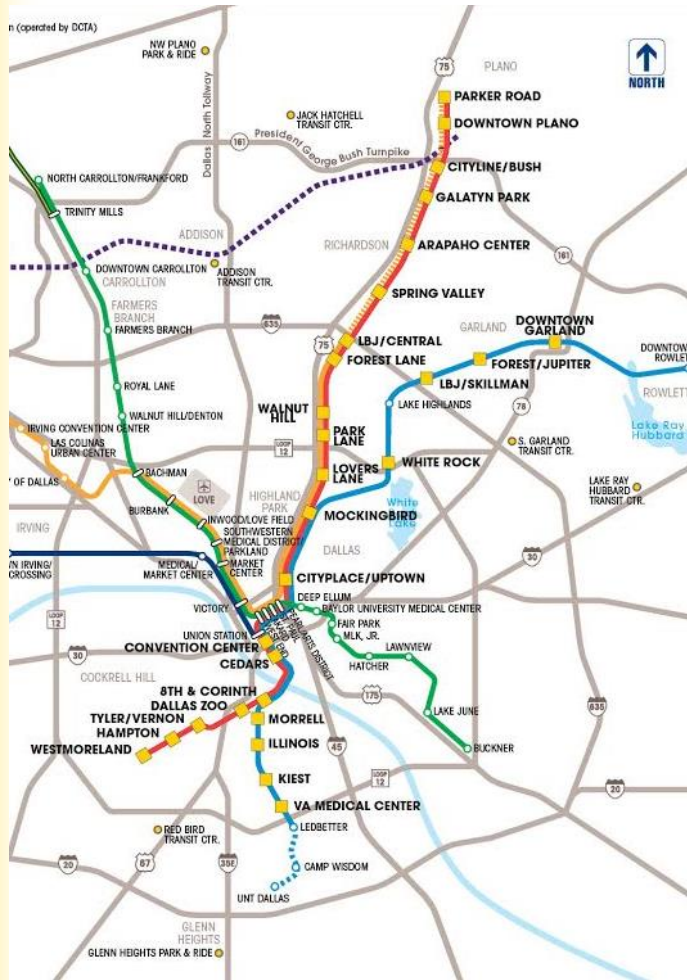 n (operated by DCTA)
NW PLANO
PARK & RIDE
Dallas North Tollway
75
PLANO
NORTH
PARKER ROAD
DOWNTOWN PLANO
JACK HATCHELL
TRANSIT CTR.
President George Bush Turnpike
161
CITYLINE/BUSH
GALATYN PARK
NORTH CARROLLTON/FRANKFORD
TRINITY MILLS
ADDISON
RICHARDSON
ARAPAHO CENTER
161
DOWNTOWN CARROLLTON
CARROLLTON
ADDISON
TRANSIT CTR.
SPRING VALLEY
FARMERS
BRANCH
FARMERS BRANCH
635
75
LBJ/CENTRAL
FOREST LANE
GARLAND
DOWNTOWN
GARLAND
FOREST/JUPITER
DOWNTOWN
ROWLE
ROWLETT
LBJ/SKILLMAN
ROYAL LANE
WALNUT HILL/DENTON
LAKE HIGHLANDS
78
WALNUT
HILL
PARK
LANE
Lake Ray
Hubbard
IRVING CONVENTION CENTER
LAS COLINAS
URBAN CENTER
LOOP
12
S. GARLAND
TRANSIT CTR.
Y OF DALLAS
BACHMAN
LOVERS
LANE
WHITE ROCK
LAKE RAY
HUBBARD
TRANSIT CTR.
LOVE
BURBANK
HIGHLAND
PARK
MOCKINGBIRD
White
Lake
IRVING
INWOOD/LOVE FIELD
SOUTHWESTERN
MEDICAL DISTRICT/
PARKLAND
DALLAS
30
MARKET
CENTER
WN IRVING/
CROSSING
MEDICAL/
MARKET CENTER
CITYPLACE/UPTOWN
VICTORY
DEEP ELLUM
BAYLOR UNIVERSITY MEDICAL CENTER
LOOP
12
FAIR PARK
MLK, JR.
UNION STATION
CONVENTION CENTER
CEDARS
WEST END
AKARD
ST. PAUL
PEARL/ARTS DISTRICT
LAWNVIEW
HATCHER
30
COCKRELL HILL
175
635
8TH & CORINTH
DALLAS ZOO
TYLER/VERNON
HAMPTON
WESTMORELAND
MORRELL
ILLINOIS
LAKE JUNE
BUCKNER
45
KIEST
LOOP
12
20
VA MEDICAL CENTER
LEDBETTER
RED BIRD
TRANSIT CTR.
20
67
35E
CAMP WISDOM
UNT DALLAS
GLENN
HEIGHTS
GLENN HEIGHTS PARK & RIDE